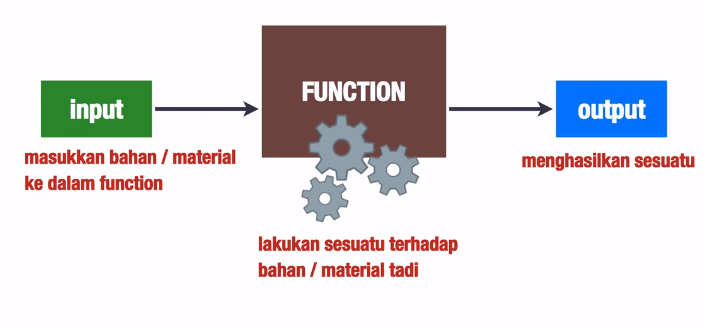 input
masukkan bahan / material
ke dalam function
FUNCTION
lakukan sesuatu terhadap
bahan / material tadi
output
menghasilkan sesuatu